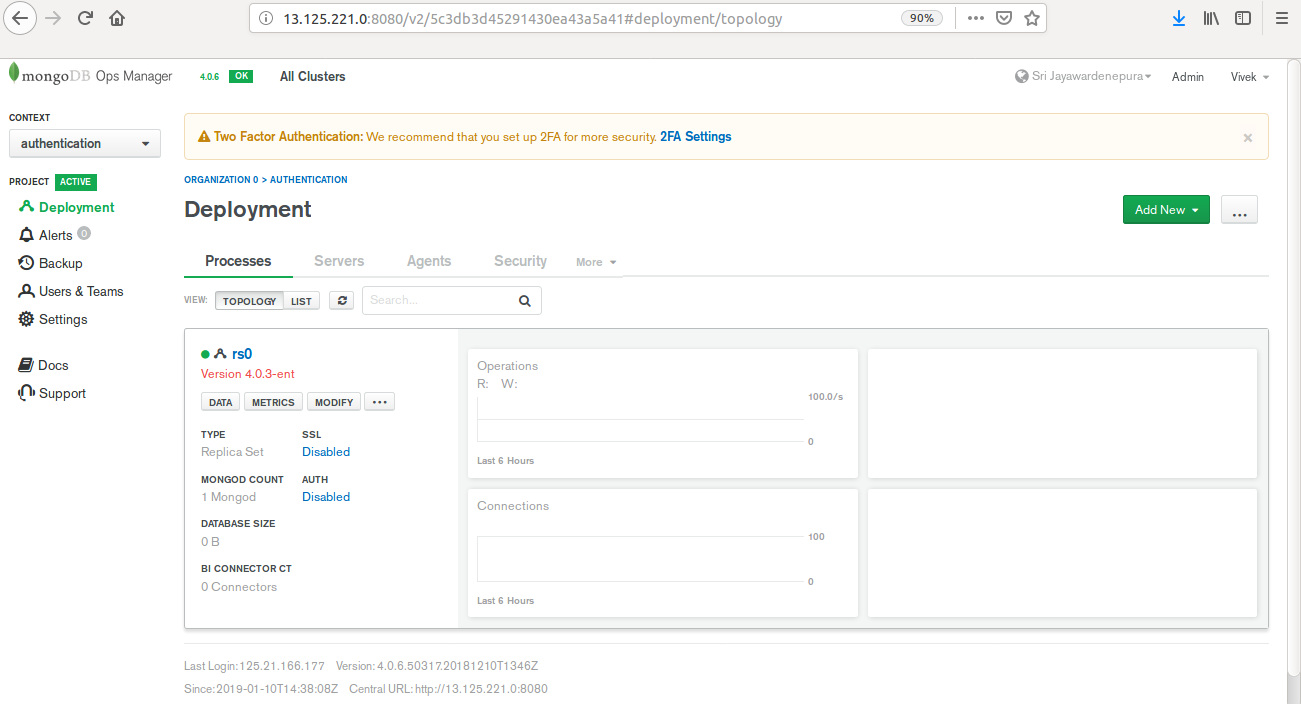 13.125.221.0:8080/v2/5c3db3d45291430ea43a5a41#deployment/topology 90%
mongoDB Ops Manager 4.0.6 OK All Clusters Sri Jayawardenepura Admin Vivek
CONTEXT
authentication
Two Factor Authentication: We recommend that you set up 2FA for more security. 2FA Settings ×
PROJECT ACTIVE
Deployment
Alerts 0
Backup
Users & Teams
Settings
Docs
Support
ORGANIZATION 0 > AUTHENTICATION
Deployment
Add New ...
Processes Servers Agents Security More
VIEW: TOPOLOGY LIST Search...
rs0
Version 4.0.3-ent
DATA METRICS MODIFY •••
TYPE SSL
Replica Set Disabled
MONGOD COUNT AUTH
1 Mongod Disabled
DATABASE SIZE
0 B
BI CONNECTOR CT
0 Connectors
Operations
R: W:
100.0/s
0
Last 6 Hours
Connections
100
0
Last 6 Hours
Last Login: 125.21.166.177 Version: 4.0.6.50317.20181210T1346Z
Since: 2019-01-10T14:38:08Z Central URL: http://13.125.221.0:8080